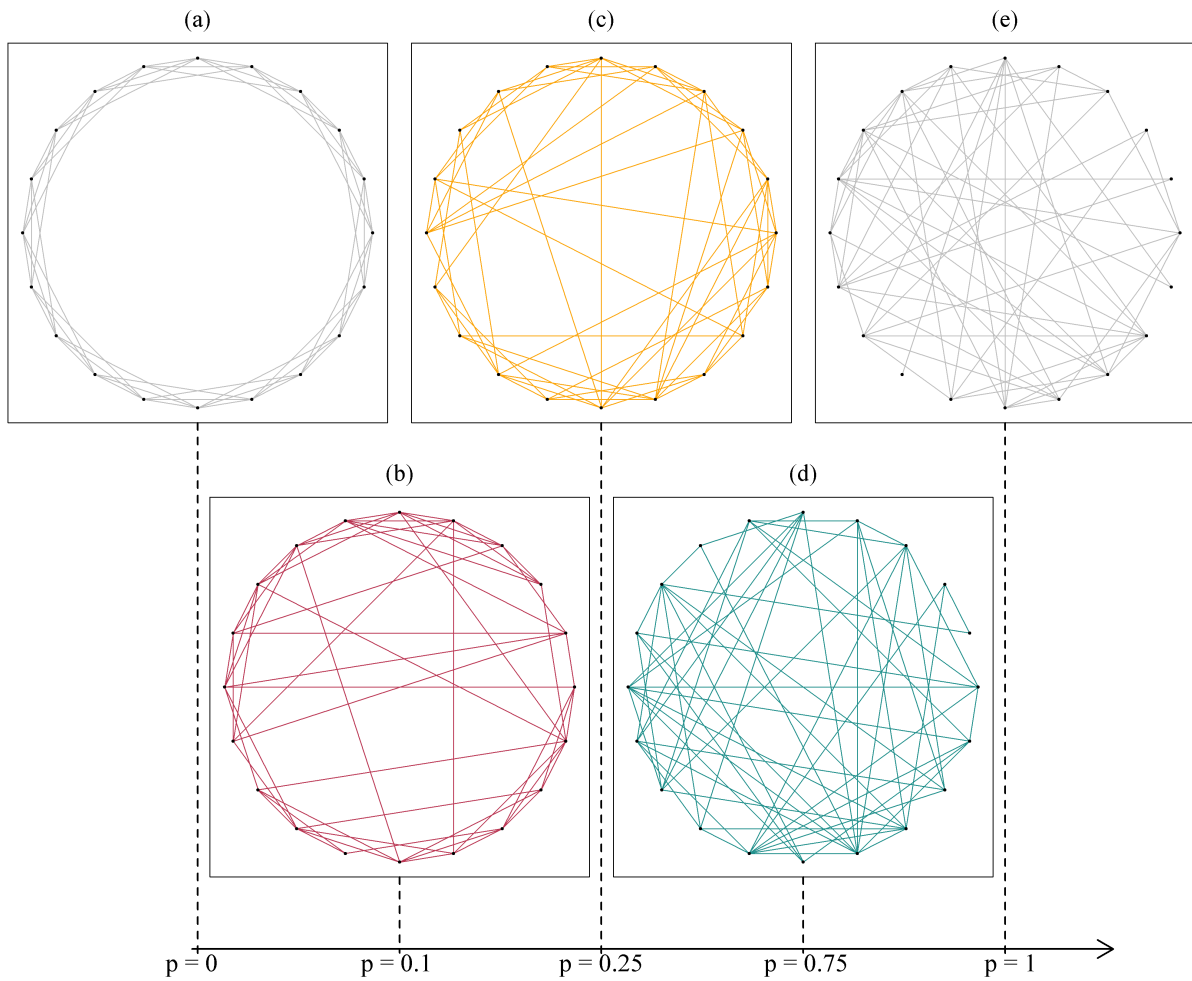 (a)
(c)
(e)
(b)
(d)
p = 0
p = 0.1
p = 0.25
p = 0.75
p = 1